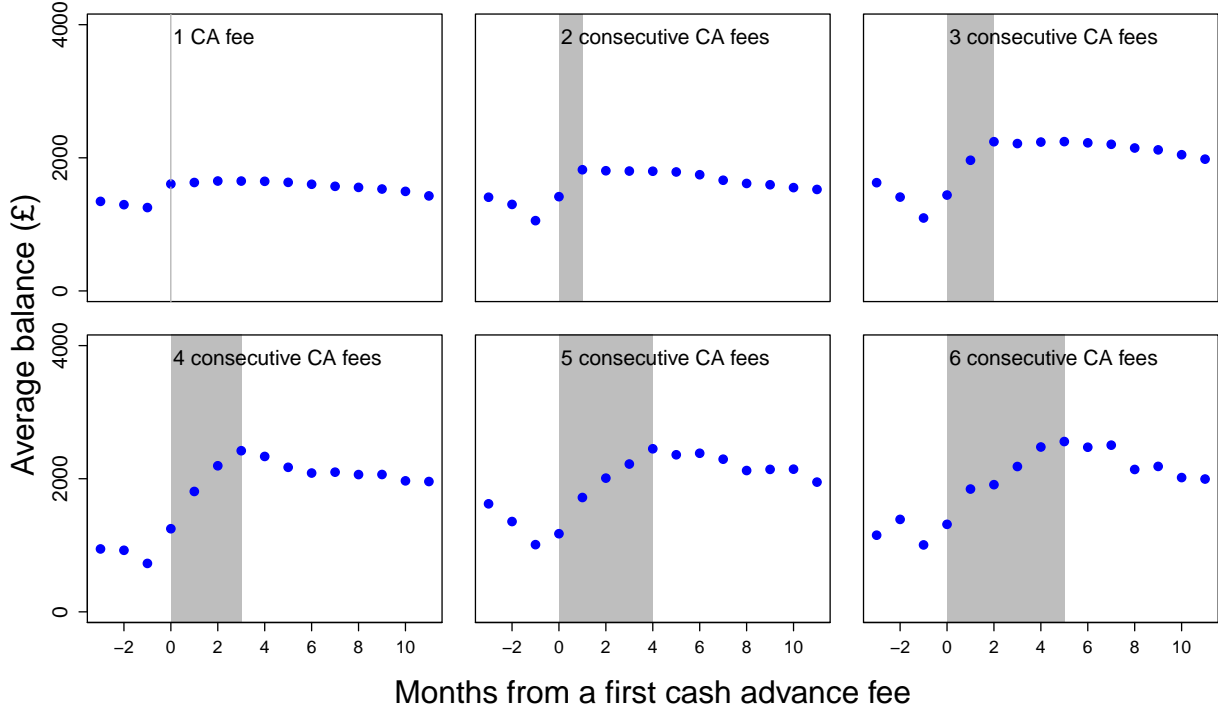 1 CA fee
2 consecutive CA fees
3 consecutive CA fees
0 2000 4000
4 consecutive CA fees
5 consecutive CA fees
6 consecutive CA fees
0 2000 4000
−2 0 2 4 6 8 10
−2 0 2 4 6 8 10
−2 0 2 4 6 8 10
Average balance (£)
Months from a first cash advance fee